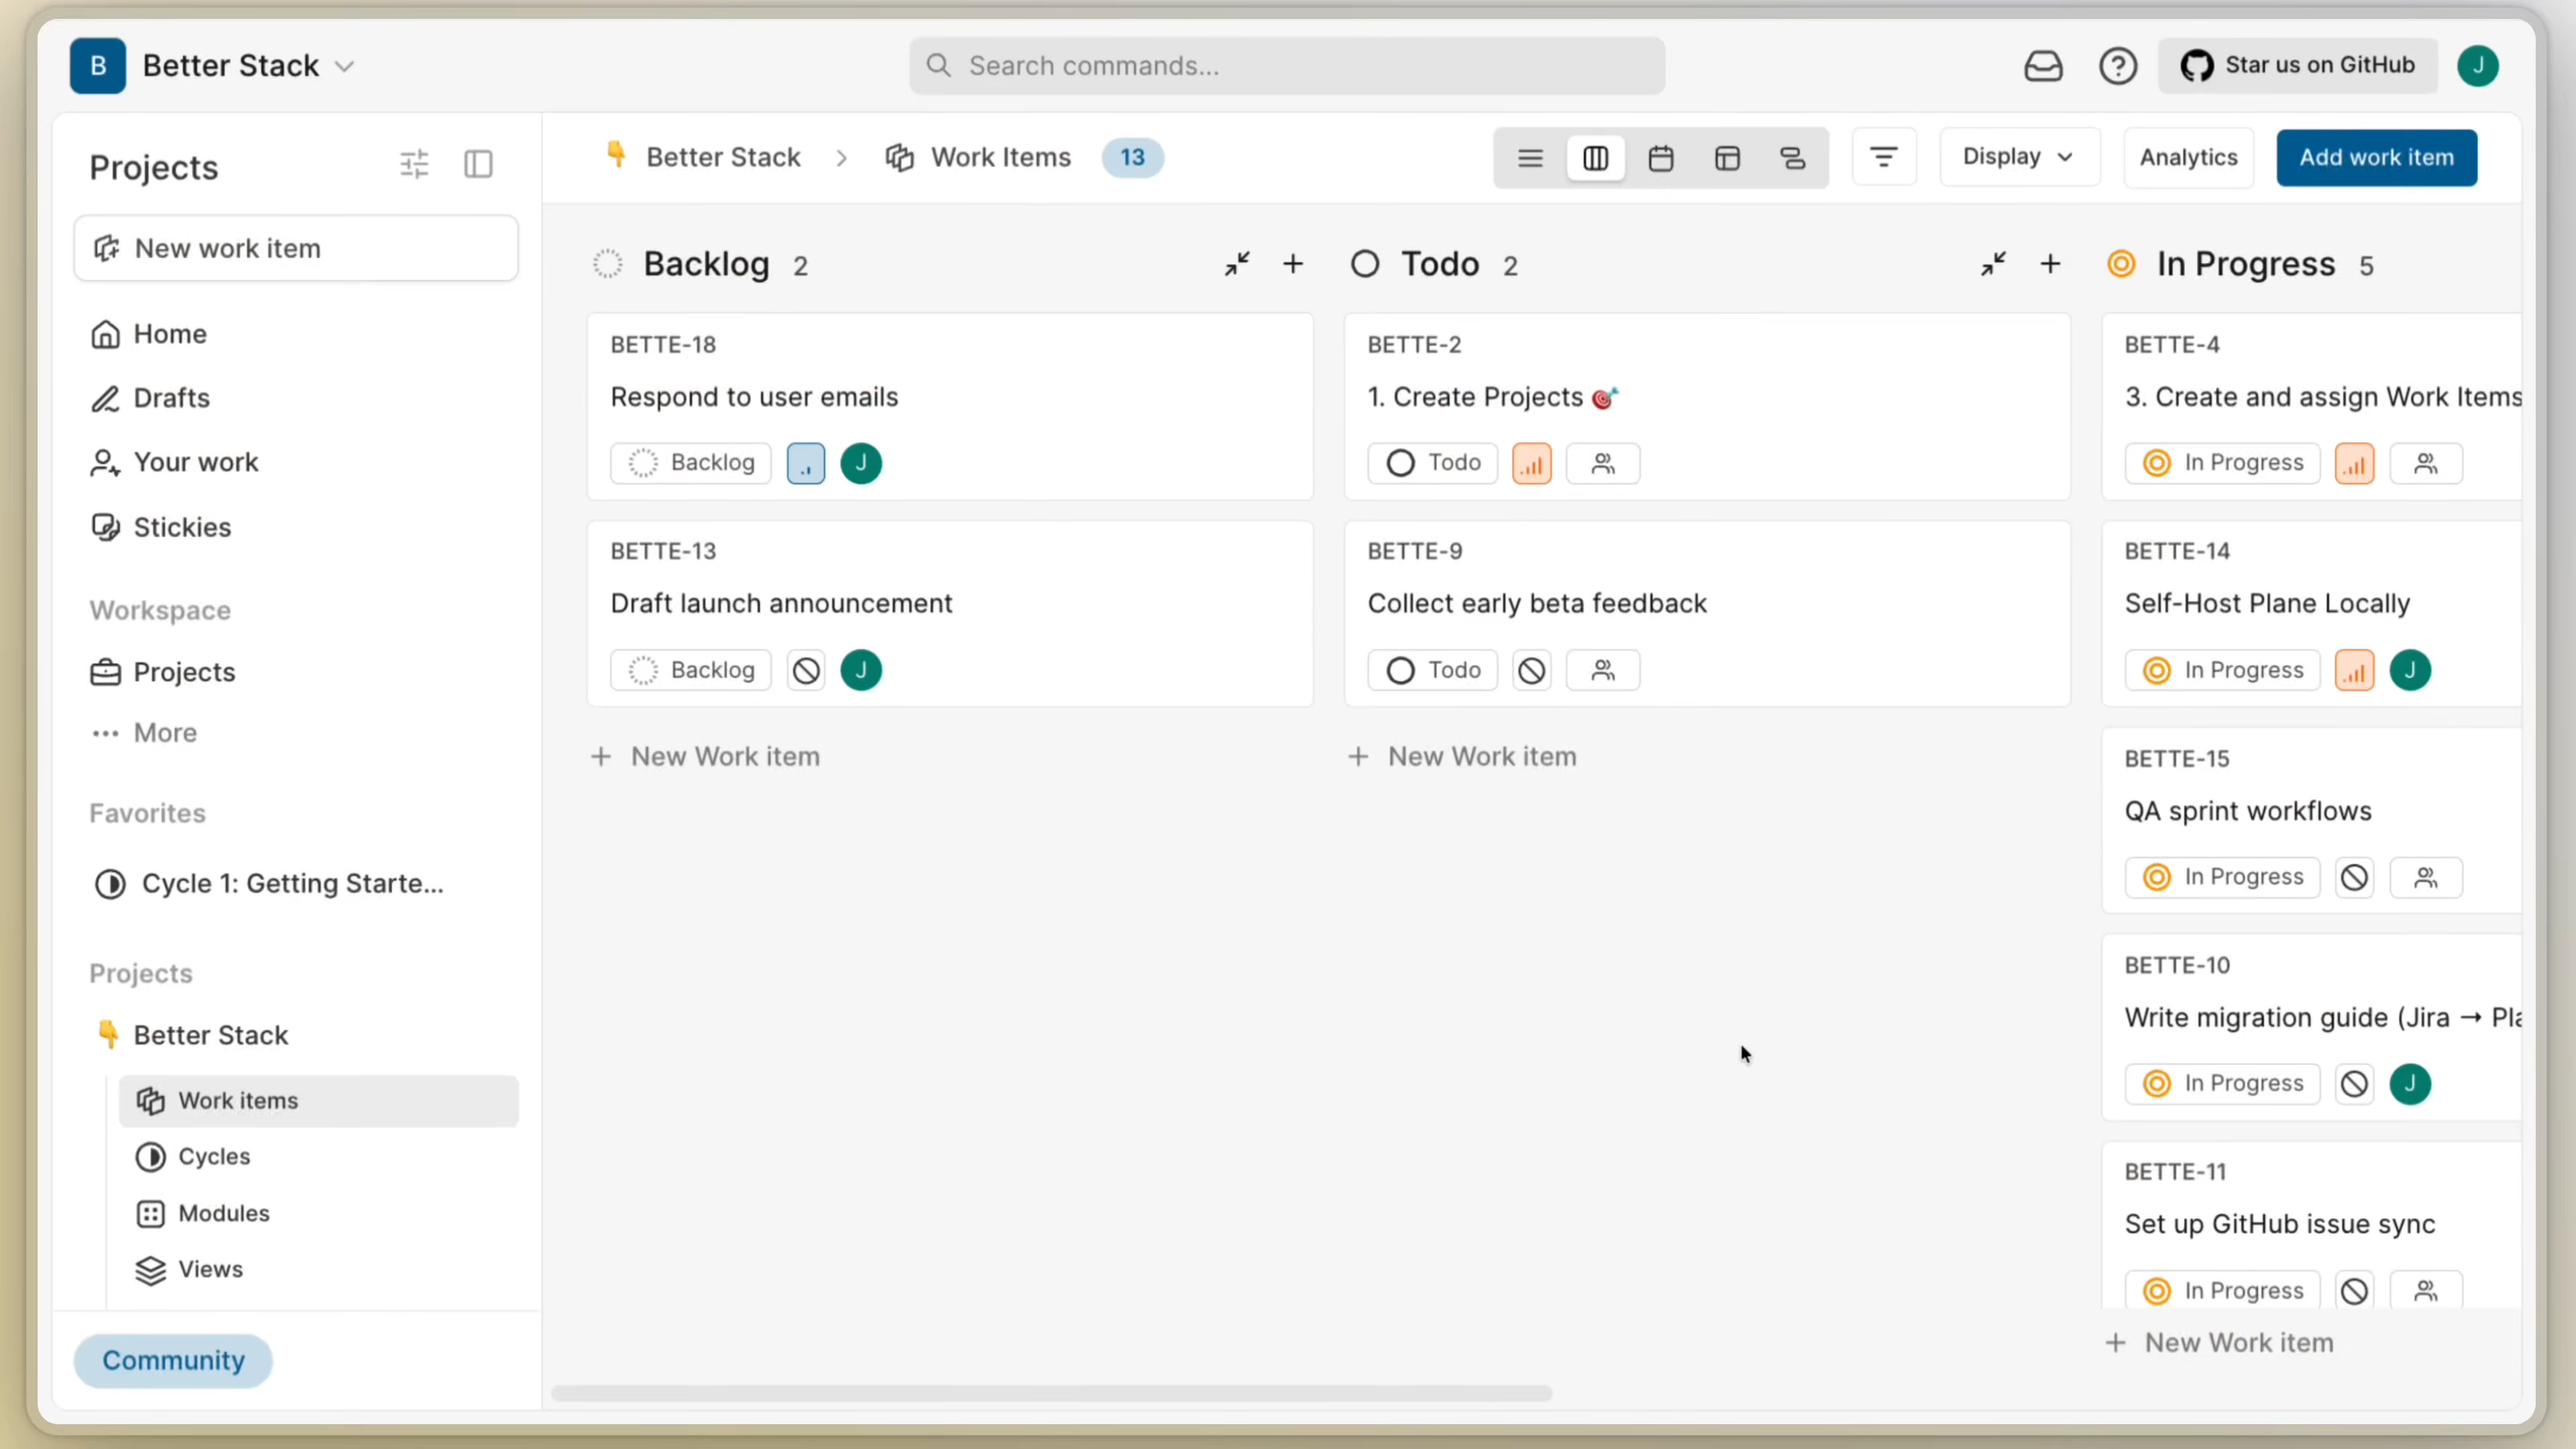 B Better Stack
Search commands...
Star us on GitHub
J
Projects
New work item
Home
Drafts
Your work
Stickies
Workspace
Projects
More
Favorites
Cycle 1: Getting Starte...
Projects
Better Stack
Work items
Cycles
Modules
Views
Community
Better Stack
Work Items 13
Display
Analytics
Add work item
Backlog 2
BETTE-18
Respond to user emails
Backlog J
BETTE-13
Draft launch announcement
Backlog J
+ New Work item
Todo 2
BETTE-2
1. Create Projects 🎯
Todo
BETTE-9
Collect early beta feedback
Todo
+ New Work item
In Progress 5
BETTE-4
3. Create and assign Work Items
In Progress
BETTE-14
Self-Host Plane Locally
In Progress J
BETTE-15
QA sprint workflows
In Progress
BETTE-10
Write migration guide (Jira → Pla
In Progress J
BETTE-11
Set up GitHub issue sync
In Progress
+ New Work item